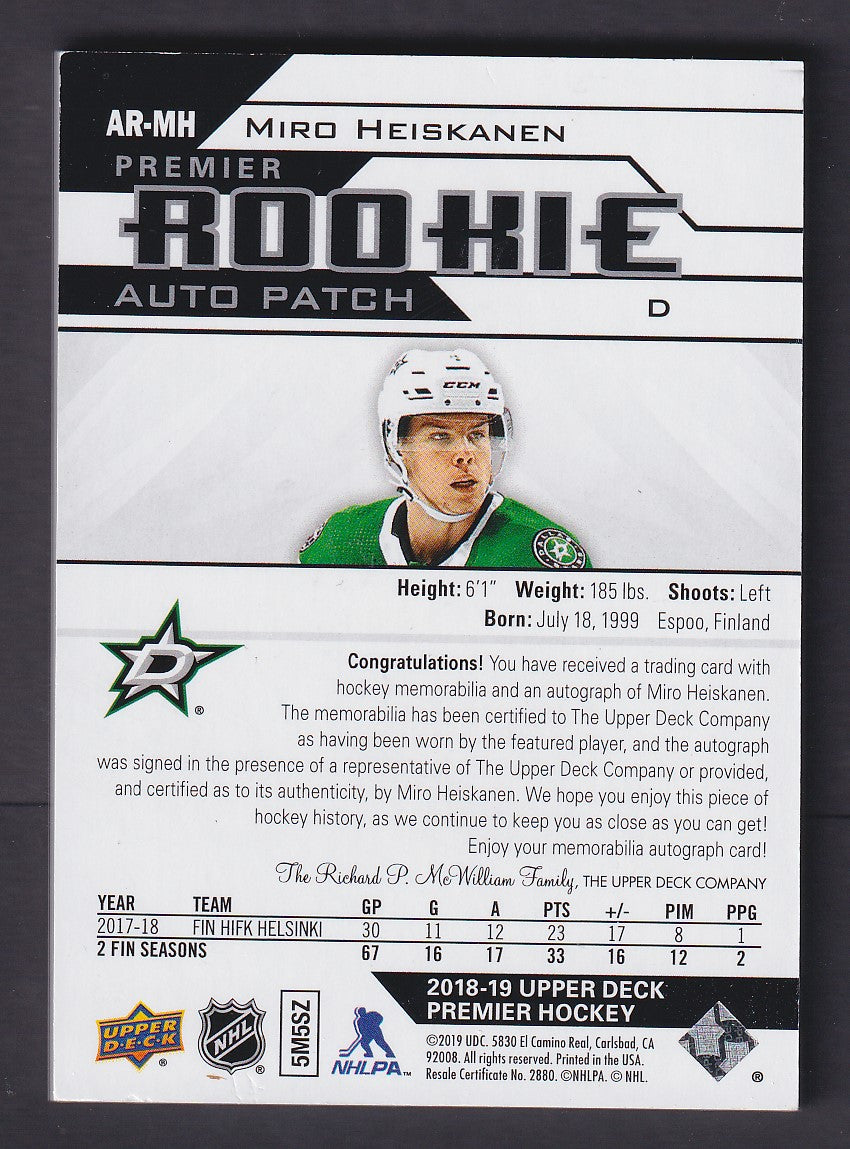 AR-MH
MIRO HEISKANEN
PREMIER
ROOKIE
AUTO PATCH
D
CCM
DALLAS
Height: 6'1" Weight: 185 lbs. Shoots: Left
Born: July 18, 1999 Espoo, Finland
D
®
Congratulations! You have received a trading card with
hockey memorabilia and an autograph of Miro Heiskanen.
The memorabilia has been certified to The Upper Deck Company
as having been worn by the featured player, and the autograph
was signed in the presence of a representative of The Upper Deck Company or provided,
and certified as to its authenticity, by Miro Heiskanen. We hope you enjoy this piece of
hockey history, as we continue to keep you as close as you can get!
Enjoy your memorabilia autograph card!
The Richard P. McWilliam Family, THE UPPER DECK COMPANY
YEAR TEAM GP G A PTS +/- PIM PPG
2017-18 FIN HIFK HELSINKI 30 11 12 23 17 8 1
2 FIN SEASONS 67 16 17 33 16 12 2
2018-19 UPPER DECK
PREMIER HOCKEY
UPPER
D·E·C·K
®
NHL
®
5M5SZ
NHLPA™
©2019 UDC. 5830 El Camino Real, Carlsbad, CA
92008. All rights reserved. Printed in the USA.
Resale Certificate No. 2880. ©NHLPA. © NHL.
®